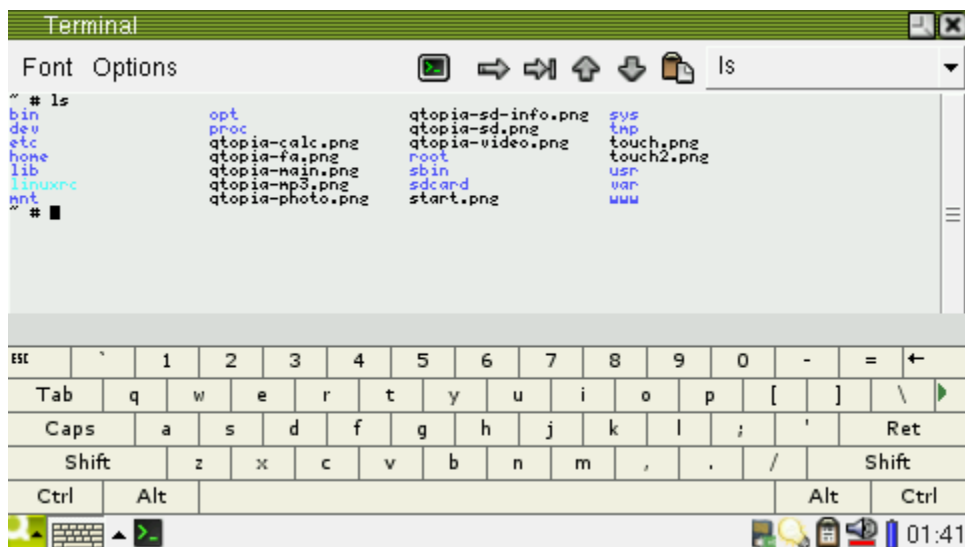 Terminal
Font Options ls
~ # ls
bin opt qtopia-sd-info.png sys
dev proc qtopia-sd.png tmp
etc qtopia-calc.png qtopia-video.png touch.png
home qtopia-fa.png root touch2.png
lib qtopia-main.png sbin usr
linuxrc qtopia-mp3.png sdcard var
mnt qtopia-photo.png start.png www
~ #
ESC ` 1 2 3 4 5 6 7 8 9 0 - = ←
Tab q w e r t y u i o p [ ] \
Caps a s d f g h j k l ; ' Ret
Shift z x c v b n m , . / Shift
Ctrl Alt Alt Ctrl
01:41